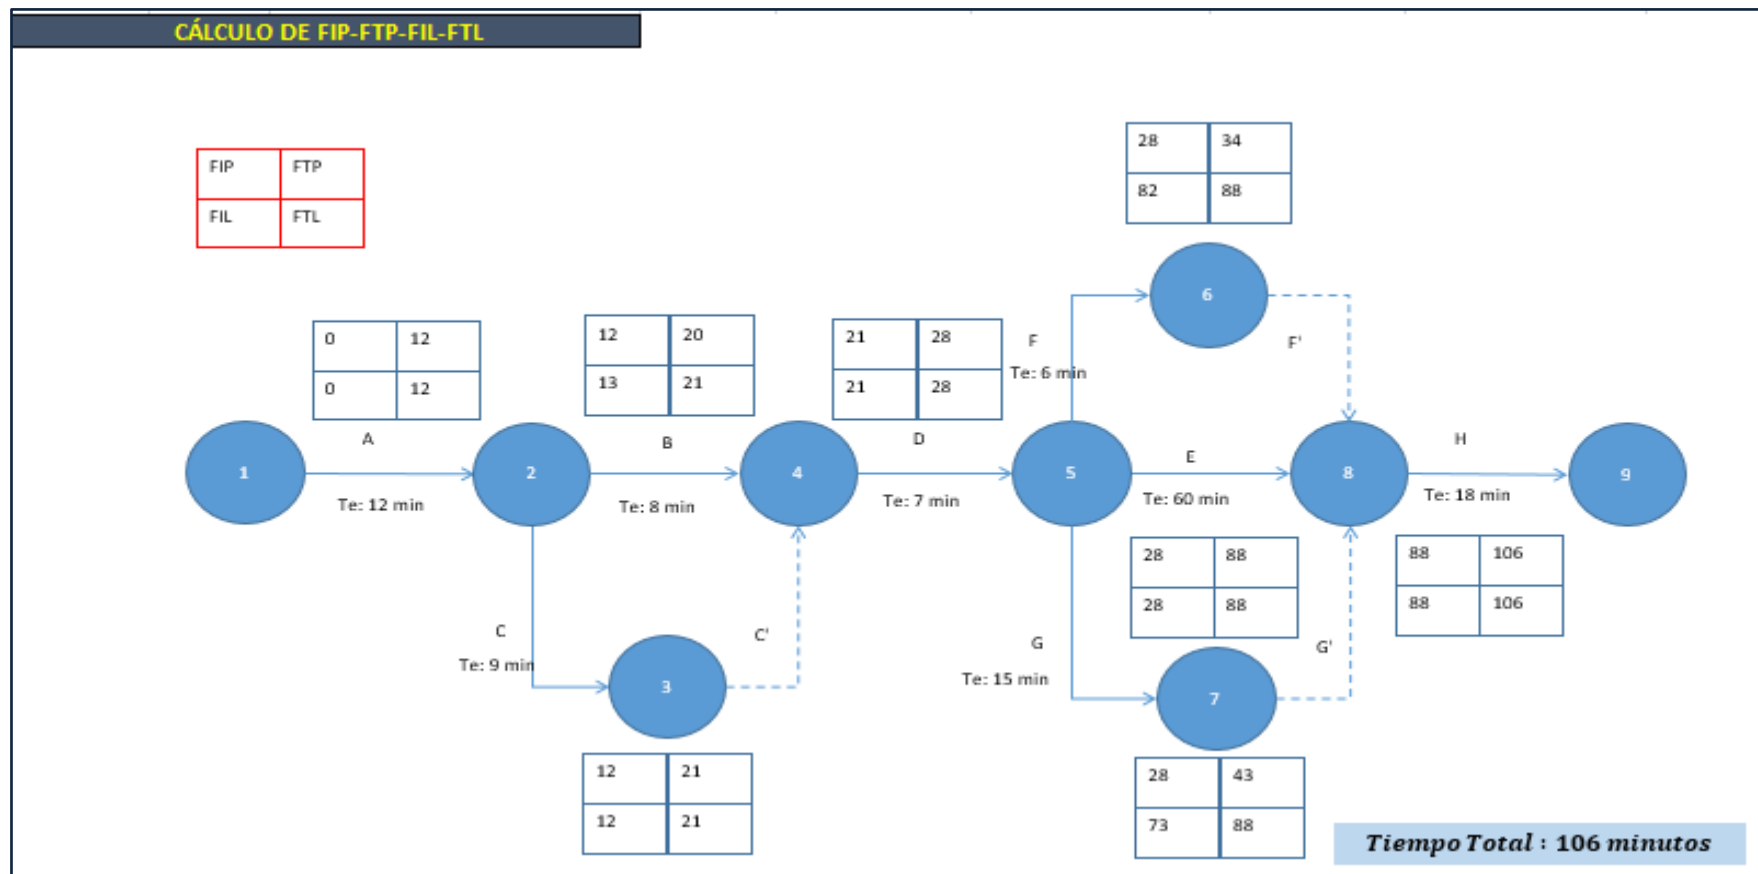 CÁLCULO DE FIP-FTP-FIL-FTL
FIP FTP
FIL FTL
28 34
82 88
6
F'
0 12
0 12
A
12 20
13 21
B
21 28
21 28
D
F
Te: 6 min
1
2
4
5
E
8
H
9
Te: 12 min
Te: 8 min
Te: 7 min
Te: 60 min
Te: 18 min
28 88
28 88
88 106
88 106
C
Te: 9 min
C'
3
G
Te: 15 min
G'
7
12 21
12 21
28 43
73 88
Tiempo Total : 106 minutos